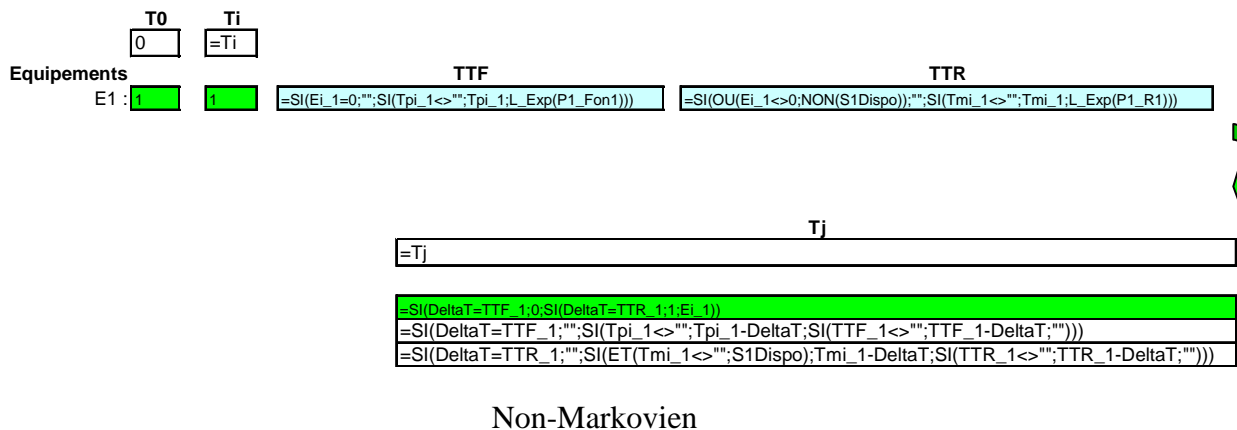 T0 Ti
0 =Ti
Equipements TTF TTR
E1 : 1 1 =SI(Ei_1=0;"";SI(Tpi_1<>"";Tpi_1;L_Exp(P1_Fon1))) =SI(OU(Ei_1<>0;NON(S1Dispo));"";SI(Tmi_1<>"";Tmi_1;L_Exp(P1_R1)))
Tj
=Tj
=SI(DeltaT=TTF_1;0;SI(DeltaT=TTR_1;1;Ei_1))
=SI(DeltaT=TTF_1;"";SI(Tpi_1<>"";Tpi_1-DeltaT;SI(TTF_1<>"";TTF_1-DeltaT;"")))
=SI(DeltaT=TTR_1;"";SI(ET(Tmi_1<>"";S1Dispo);Tmi_1-DeltaT;SI(TTR_1<>"";TTR_1-DeltaT;"")))
Non-Markovien